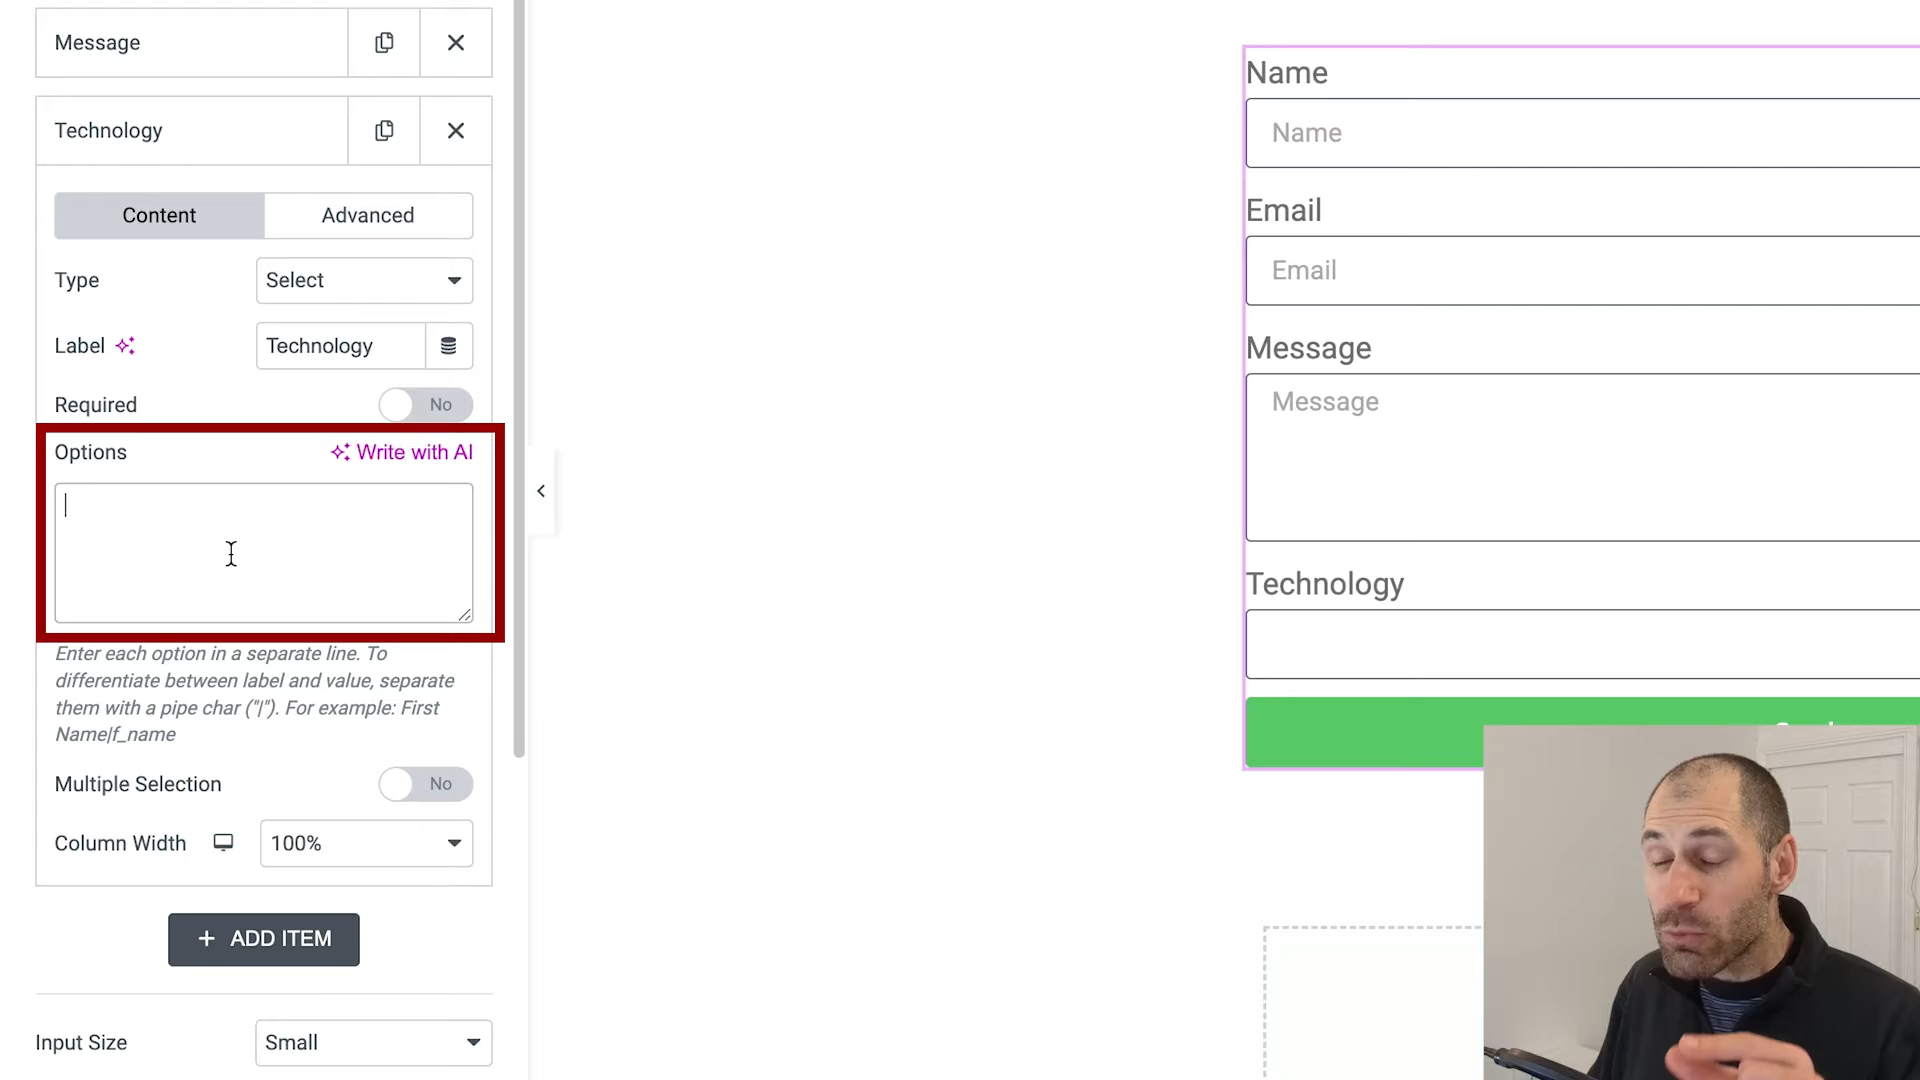 Message
Technology
Content Advanced
Type Select
Label Technology
Required No
Options Write with AI
Enter each option in a separate line. To
differentiate between label and value, separate
them with a pipe char ("|"). For example: First
Name|f_name
Multiple Selection No
Column Width 100%
+ ADD ITEM
Input Size Small
Name
Name
Email
Email
Message
Message
Technology